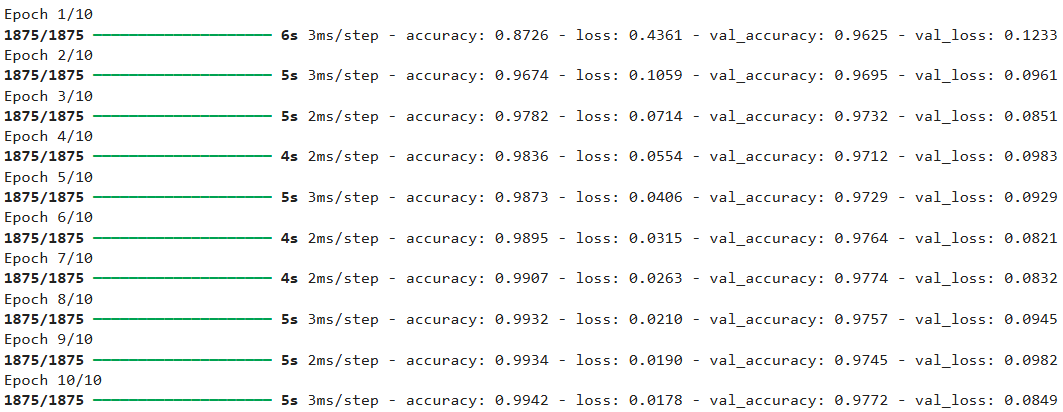 Epoch 1/10
1875/1875 ━━━━━━━━━━━━━━━━━━━━ 6s 3ms/step - accuracy: 0.8726 - loss: 0.4361 - val_accuracy: 0.9625 - val_loss: 0.1233
Epoch 2/10
1875/1875 ━━━━━━━━━━━━━━━━━━━━ 5s 3ms/step - accuracy: 0.9674 - loss: 0.1059 - val_accuracy: 0.9695 - val_loss: 0.0961
Epoch 3/10
1875/1875 ━━━━━━━━━━━━━━━━━━━━ 5s 2ms/step - accuracy: 0.9782 - loss: 0.0714 - val_accuracy: 0.9732 - val_loss: 0.0851
Epoch 4/10
1875/1875 ━━━━━━━━━━━━━━━━━━━━ 4s 2ms/step - accuracy: 0.9836 - loss: 0.0554 - val_accuracy: 0.9712 - val_loss: 0.0983
Epoch 5/10
1875/1875 ━━━━━━━━━━━━━━━━━━━━ 5s 3ms/step - accuracy: 0.9873 - loss: 0.0406 - val_accuracy: 0.9729 - val_loss: 0.0929
Epoch 6/10
1875/1875 ━━━━━━━━━━━━━━━━━━━━ 4s 2ms/step - accuracy: 0.9895 - loss: 0.0315 - val_accuracy: 0.9764 - val_loss: 0.0821
Epoch 7/10
1875/1875 ━━━━━━━━━━━━━━━━━━━━ 4s 2ms/step - accuracy: 0.9907 - loss: 0.0263 - val_accuracy: 0.9774 - val_loss: 0.0832
Epoch 8/10
1875/1875 ━━━━━━━━━━━━━━━━━━━━ 5s 3ms/step - accuracy: 0.9932 - loss: 0.0210 - val_accuracy: 0.9757 - val_loss: 0.0945
Epoch 9/10
1875/1875 ━━━━━━━━━━━━━━━━━━━━ 5s 2ms/step - accuracy: 0.9934 - loss: 0.0190 - val_accuracy: 0.9745 - val_loss: 0.0982
Epoch 10/10
1875/1875 ━━━━━━━━━━━━━━━━━━━━ 5s 3ms/step - accuracy: 0.9942 - loss: 0.0178 - val_accuracy: 0.9772 - val_loss: 0.0849